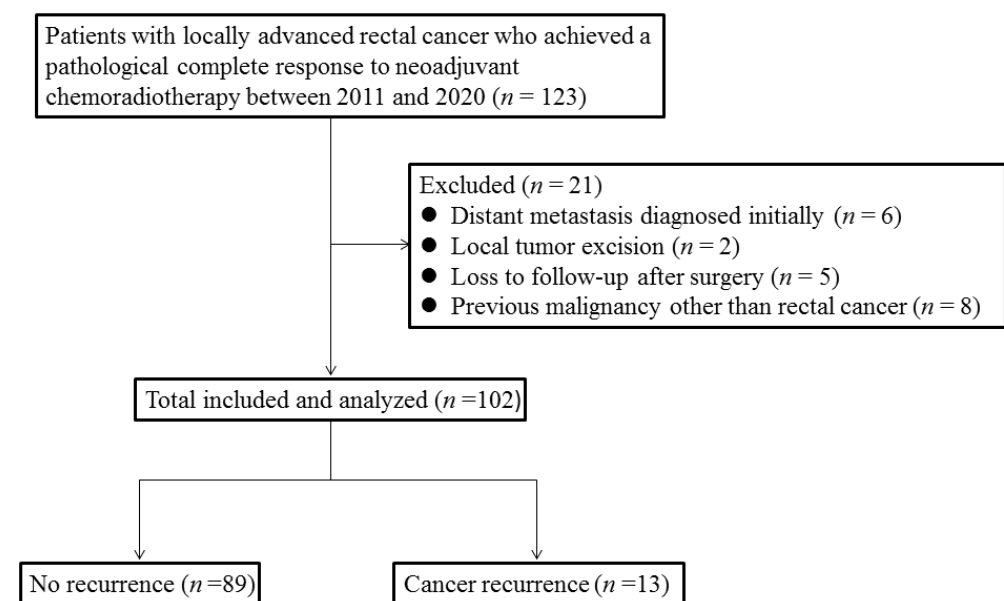 Patients with locally advanced rectal cancer who achieved a
pathological complete response to neoadjuvant
chemoradiotherapy between 2011 and 2020 (n = 123)
Excluded (n = 21)
● Distant metastasis diagnosed initially (n = 6)
● Local tumor excision (n = 2)
● Loss to follow-up after surgery (n = 5)
● Previous malignancy other than rectal cancer (n = 8)
Total included and analyzed (n =102)
No recurrence (n =89)
Cancer recurrence (n =13)